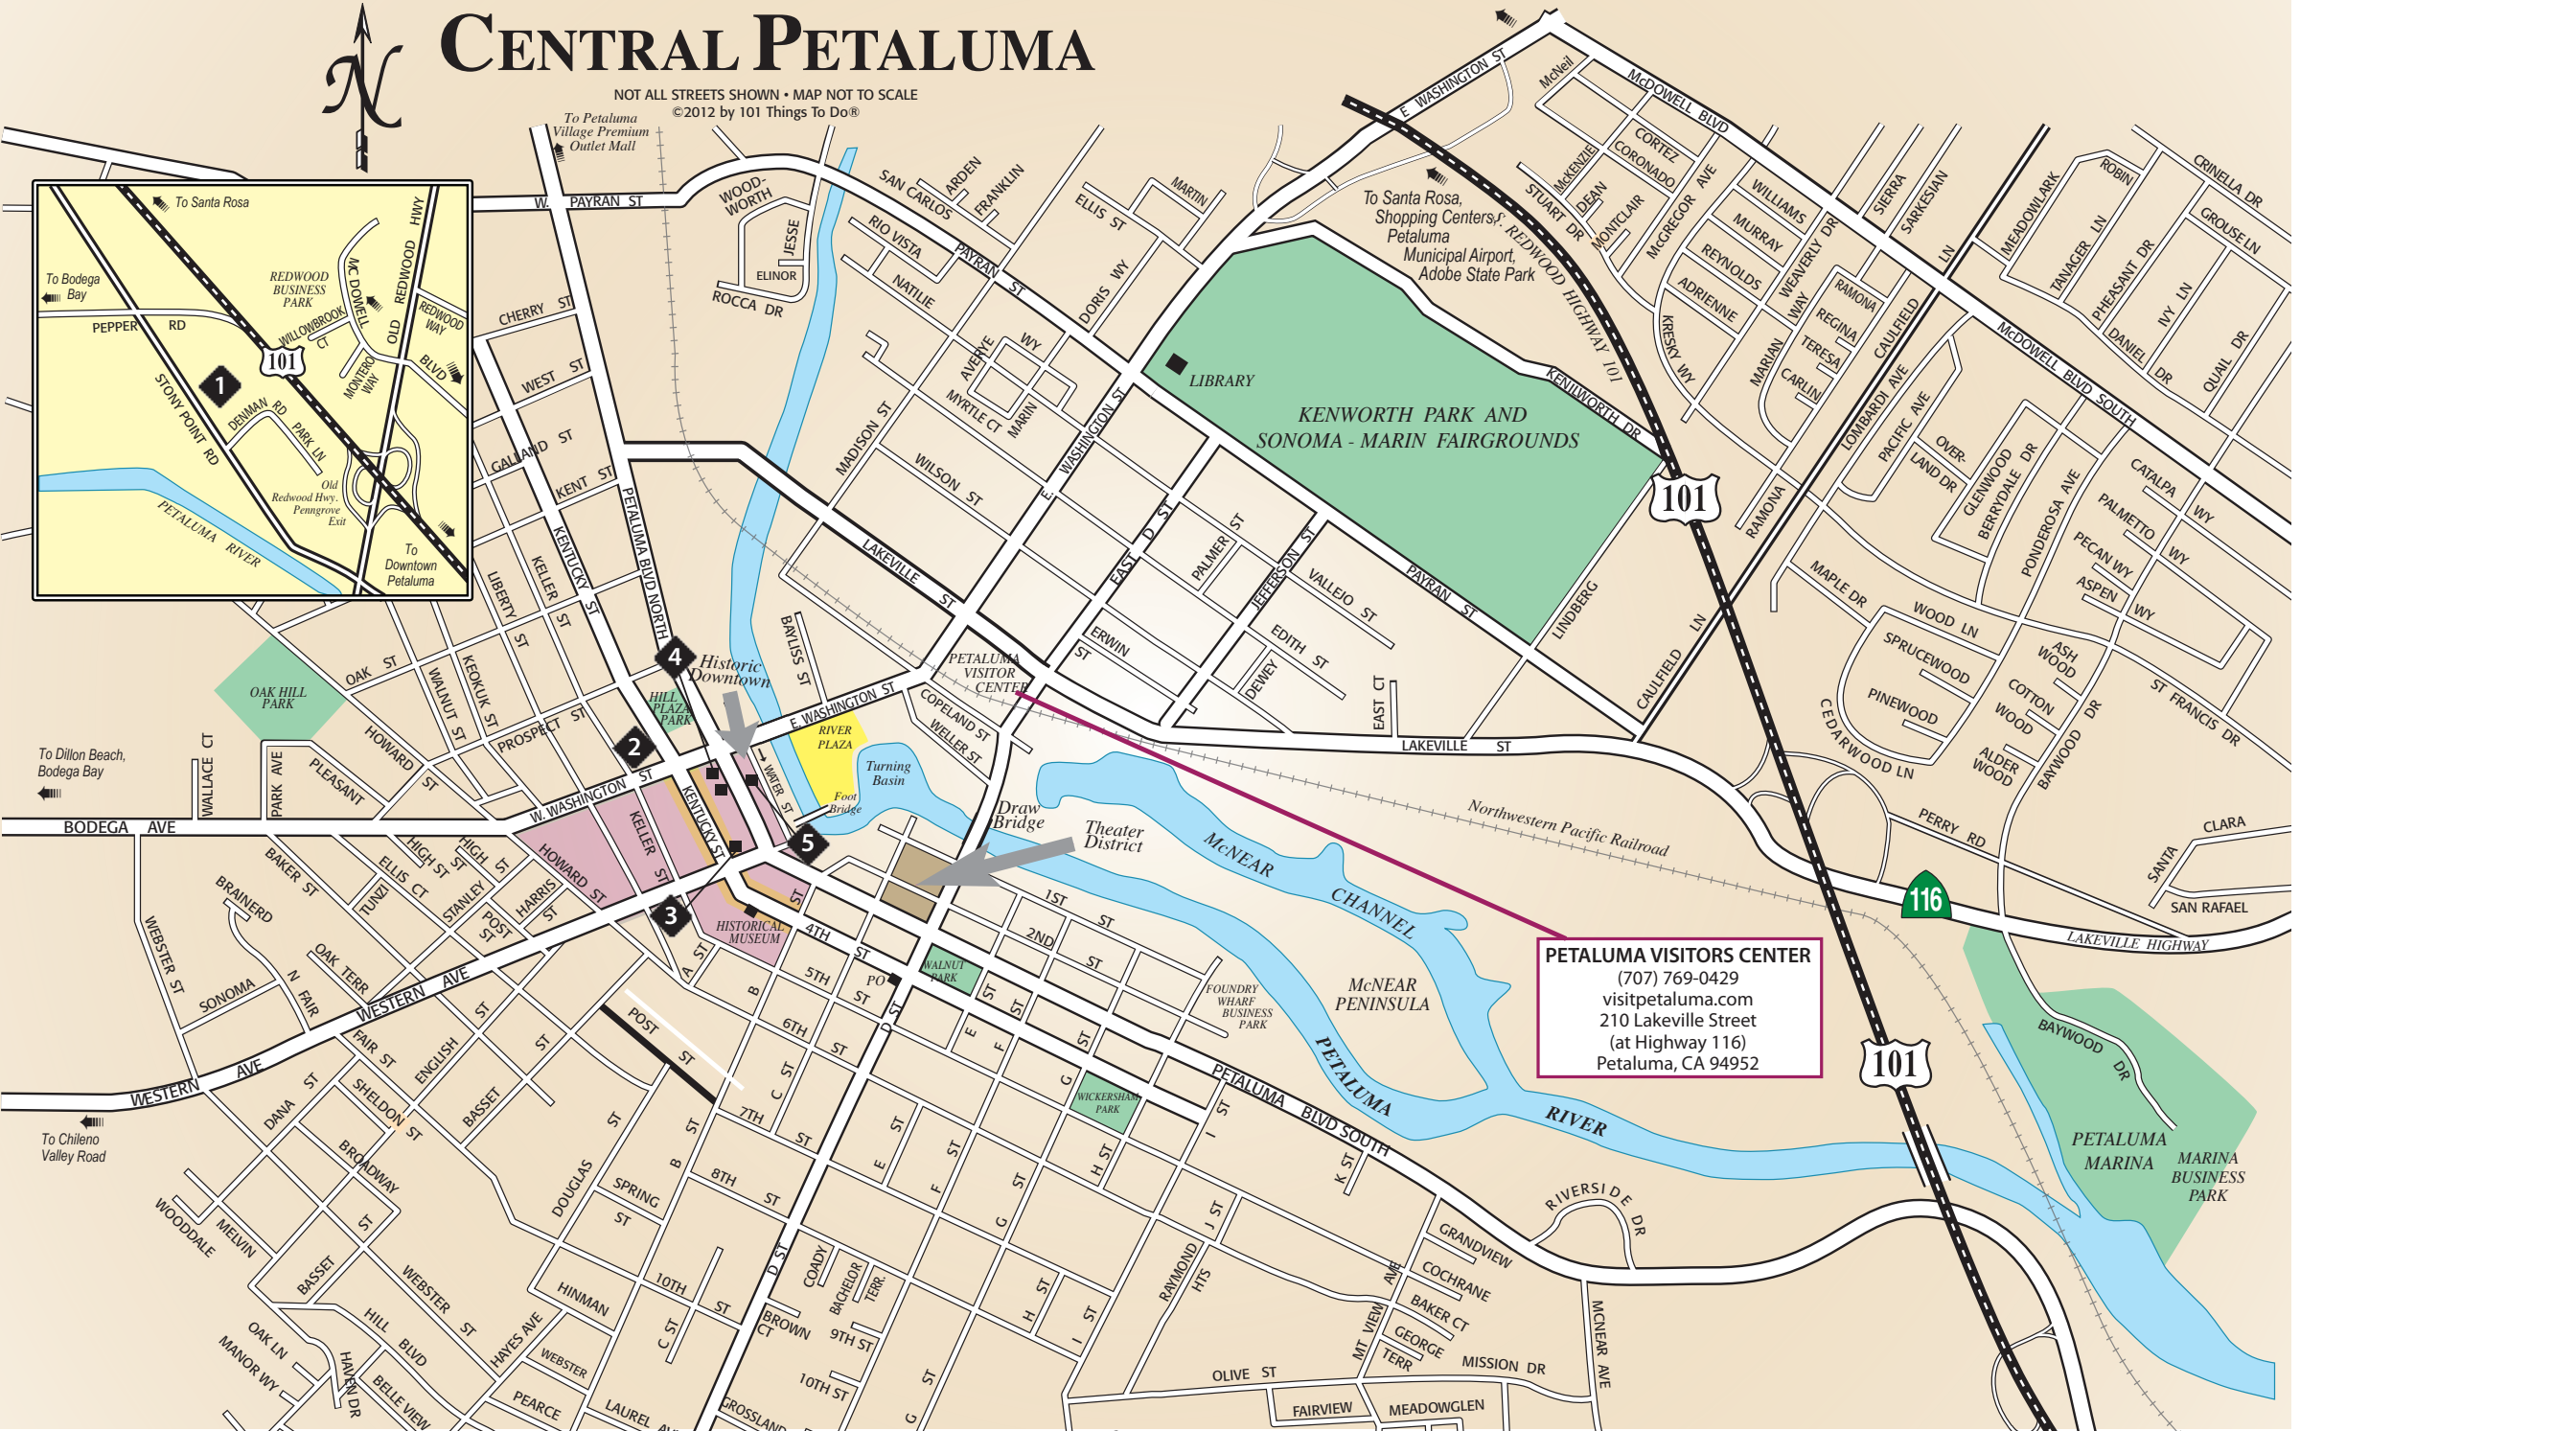 CENTRAL PETALUMA
NOT ALL STREETS SHOWN • MAP NOT TO SCALE
©2012 by 101 Things To Do®
N
To Petaluma
Village Premium
Outlet Mall
To Santa Rosa
To Bodega
Bay
PEPPER RD
REDWOOD
BUSINESS
PARK
MC DOWELL
BLVD
OLD REDWOOD HWY
REDWOOD
WAY
WILLOWBROOK
CT
MONTERO
WAY
101
1
STONY POINT RD
DENMAN RD
PARK LN
Old
Redwood Hwy.
Penngrove
Exit
PETALUMA RIVER
To
Downtown
Petaluma
W. PAYRAN ST
WOOD-
WORTH
JESSE
ELINOR
ROCCA DR
CHERRY ST
WEST ST
GALLAND ST
KENT ST
SAN CARLOS
ARDEN
FRANKLIN
RIO VISTA
NATILIE
PAYRAN ST
ELLIS ST
MARTIN
DORIS WY
AVERYE
WY
MYRTLE CT
MARIN
MADISON ST
WILSON ST
E. WASHINGTON ST
E WASHINGTON ST
McNeil
McDOWELL BLVD
CORTEZ
CORONADO
McKENZIE
DEAN
STUART DR
MONTCLAIR
McGREGOR AVE
WILLIAMS
MURRAY
REYNOLDS
ADRIENNE
WEAVERLY DR
SIERRA
SARKESIAN
RAMONA
REGINA
TERESA
CARLIN
MARIAN WAY
KRESKY WY
CAULFIELD LN
MEADOWLARK
ROBIN
TANAGER LN
PHEASANT DR
IVY LN
DANIEL DR
QUAIL DR
CRINELLA DR
GROUSE LN
To Santa Rosa,
Shopping Centers,
Petaluma
Municipal Airport,
Adobe State Park
S. REDWOOD HIGHWAY 101
LIBRARY
KENWORTH PARK AND
SONOMA - MARIN FAIRGROUNDS
KENILWORTH DR
101
McDOWELL BLVD SOUTH
LOMBARDI AVE
PACIFIC AVE
OVER-
LAND DR
GLENWOOD
BERRYDALE DR
PONDEROSA AVE
CATALPA WY
PALMETTO WY
PECAN WY
ASPEN WY
RAMONA
MAPLE DR
WOOD LN
SPRUCEWOOD
PINEWOOD
CEDARWOOD LN
ASH
WOOD
COTTON
WOOD
ALDER
WOOD
BAYWOOD DR
ST FRANCIS DR
PETALUMA BLVD NORTH
KENTUCKY ST
KELLER ST
LIBERTY ST
KEOKUK ST
WALNUT ST
OAK ST
PROSPECT ST
HOWARD ST
OAK HILL
PARK
LAKEVILLE ST
EAST D ST
PALMER ST
JEFFERSON ST
VALLEJO ST
EDITH ST
ERWIN ST
DEWEY
PAYRAN ST
LINDBERG
CAULFIELD LN
EAST CT
LAKEVILLE ST
4
Historic
Downtown
HILL
PLAZA
PARK
BAYLISS ST
E. WASHINGTON ST
PETALUMA
VISITOR
CENTER
COPELAND ST
WELLER ST
RIVER
PLAZA
Turning
Basin
Foot
Bridge
WATER ST
Draw
Bridge
Theater
District
2
3
5
To Dillon Beach,
Bodega Bay
WALLACE CT
PARK AVE
PLEASANT
BODEGA AVE
W. WASHINGTON ST
KELLER ST
KENTUCKY ST
HOWARD ST
HISTORICAL
MUSEUM
BAKER ST
HIGH ST
HIGH ST
ELLIS CT
TUNZI
STANLEY
POST ST
HARRIS ST
BRAINERD
OAK TERR
N FAIR
SONOMA
WEBSTER ST
WESTERN AVE
WESTERN AVE
To Chileno
Valley Road
McNEAR CHANNEL
McNEAR
PENINSULA
Northwestern Pacific Railroad
PETALUMA RIVER
PETALUMA VISITORS CENTER
(707) 769-0429
visitpetaluma.com
210 Lakeville Street
(at Highway 116)
Petaluma, CA 94952
116
101
PERRY RD
LAKEVILLE HIGHWAY
CLARA
SANTA
SAN RAFAEL
BAYWOOD DR
PETALUMA
MARINA
MARINA
BUSINESS
PARK
1ST ST
2ND ST
4TH ST
5TH ST
6TH ST
7TH ST
8TH ST
10TH ST
PO
WALNUT
PARK
FOUNDRY
WHARF
BUSINESS
PARK
WICKERSHAM
PARK
A ST
B
C ST
D ST
E ST
F ST
G ST
H ST
I ST
J ST
K ST
PETALUMA BLVD SOUTH
POST ST
FAIR ST
ENGLISH ST
SHELDON ST
BASSET ST
DANA ST
BROADWAY
DOUGLAS ST
B ST
SPRING ST
WOODDALE
MELVIN
BASSET ST
WEBSTER ST
HINMAN
HAYES AVE
HILL BLVD
OAK LN
MANOR WY
HAVEN DR
BELLE VIEW
WEBSTER
PEARCE
LAUREL
C ST
D ST
E
F
G
H ST
I ST
G ST
COADY
BACHELOR
TERR.
BROWN
CT
9TH ST
10TH ST
GROSSLAND
RAYMOND
HTS
RIVERSIDE DR
GRANDVIEW
COCHRANE
BAKER CT
GEORGE
TERR
MT VIEW AVE
MISSION DR
MCNEAR AVE
OLIVE ST
FAIRVIEW
MEADOWGLEN